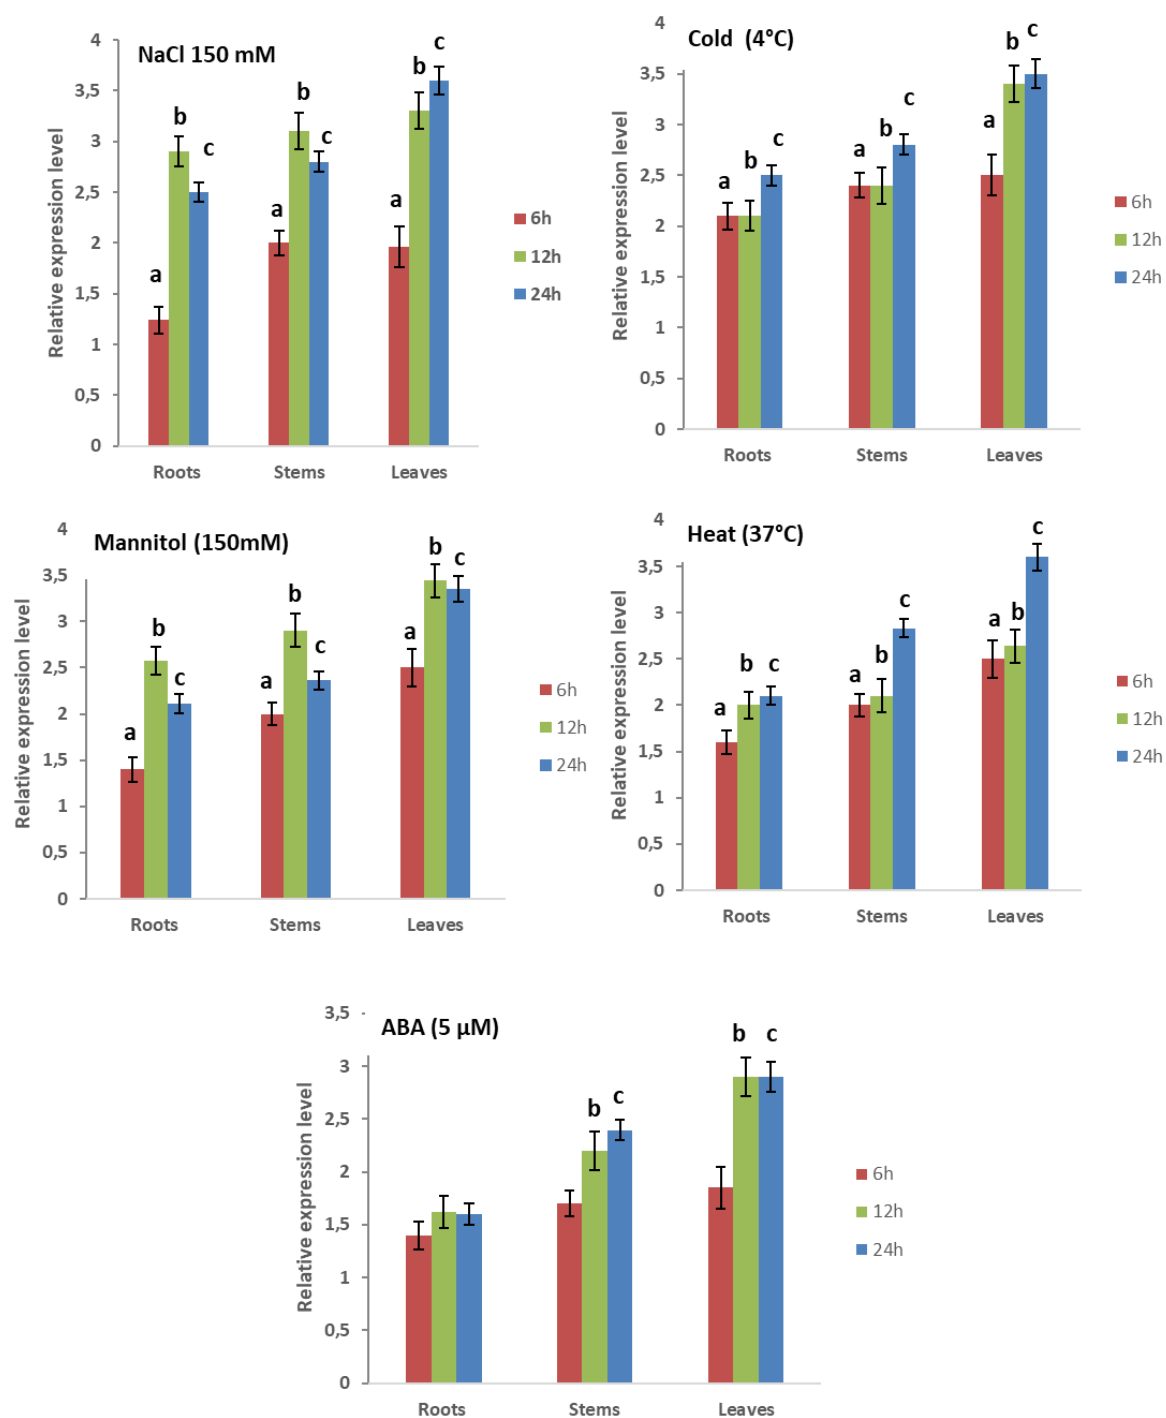 NaCl 150 mM
Relative expression level
4
3,5
3
2,5
2
1,5
1
0,5
0
a
b
c
a
b
c
a
b
c
Roots
Stems
Leaves
6h
12h
24h
Cold (4°C)
Relative expression level
4
3,5
3
2,5
2
1,5
1
0,5
0
a
b
c
a
b
c
a
b
c
Roots
Stems
Leaves
6h
12h
24h
Mannitol (150mM)
Relative expression level
4
3,5
3
2,5
2
1,5
1
0,5
0
a
b
c
a
b
c
a
b
c
Roots
Stems
Leaves
6h
12h
24h
Heat (37°C)
Relative expression level
4
3,5
3
2,5
2
1,5
1
0,5
0
a
b
c
a
b
c
a
b
c
Roots
Stems
Leaves
6h
12h
24h
ABA (5 µM)
Relative expression level
3,5
3
2,5
2
1,5
1
0,5
0
b
c
b
c
Roots
Stems
Leaves
6h
12h
24h